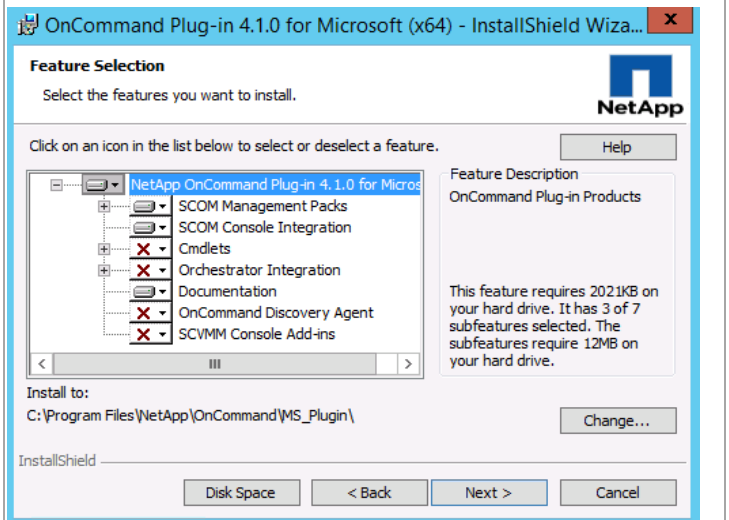 OnCommand Plug-in 4.1.0 for Microsoft (x64) - InstallShield Wiza...
Feature Selection
Select the features you want to install.
NetApp
Click on an icon in the list below to select or deselect a feature.
Help
NetApp OnCommand Plug-in 4.1.0 for Micros
SCOM Management Packs
SCOM Console Integration
Cmdlets
Orchestrator Integration
Documentation
OnCommand Discovery Agent
SCVMM Console Add-ins
Feature Description
OnCommand Plug-in Products
This feature requires 2021KB on
your hard drive. It has 3 of 7
subfeatures selected. The
subfeatures require 12MB on
your hard drive.
Install to:
C:\Program Files\NetApp\OnCommand\MS_Plugin\
Change...
InstallShield
Disk Space
< Back
Next >
Cancel